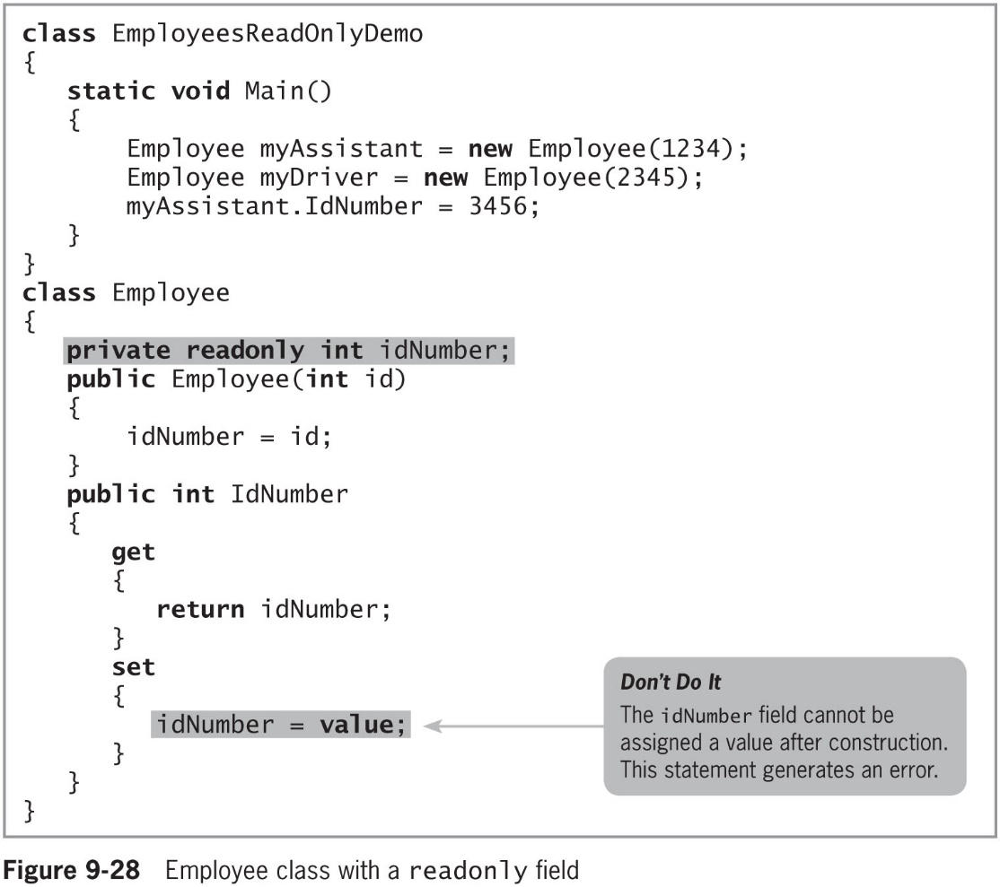 class EmployeesReadOnlyDemo
{
static void Main()
{
Employee myAssistant = new Employee(1234);
Employee myDriver = new Employee(2345);
myAssistant.IdNumber = 3456;
}
}
class Employee
{
private readonly int idNumber;
public Employee(int id)
{
idNumber = id;
}
public int IdNumber
{
get
{
return idNumber;
}
set
{
idNumber = value;
}
}
}
Don't Do It
The idNumber field cannot be
assigned a value after construction.
This statement generates an error.
Figure 9-28 Employee class with a readonly field